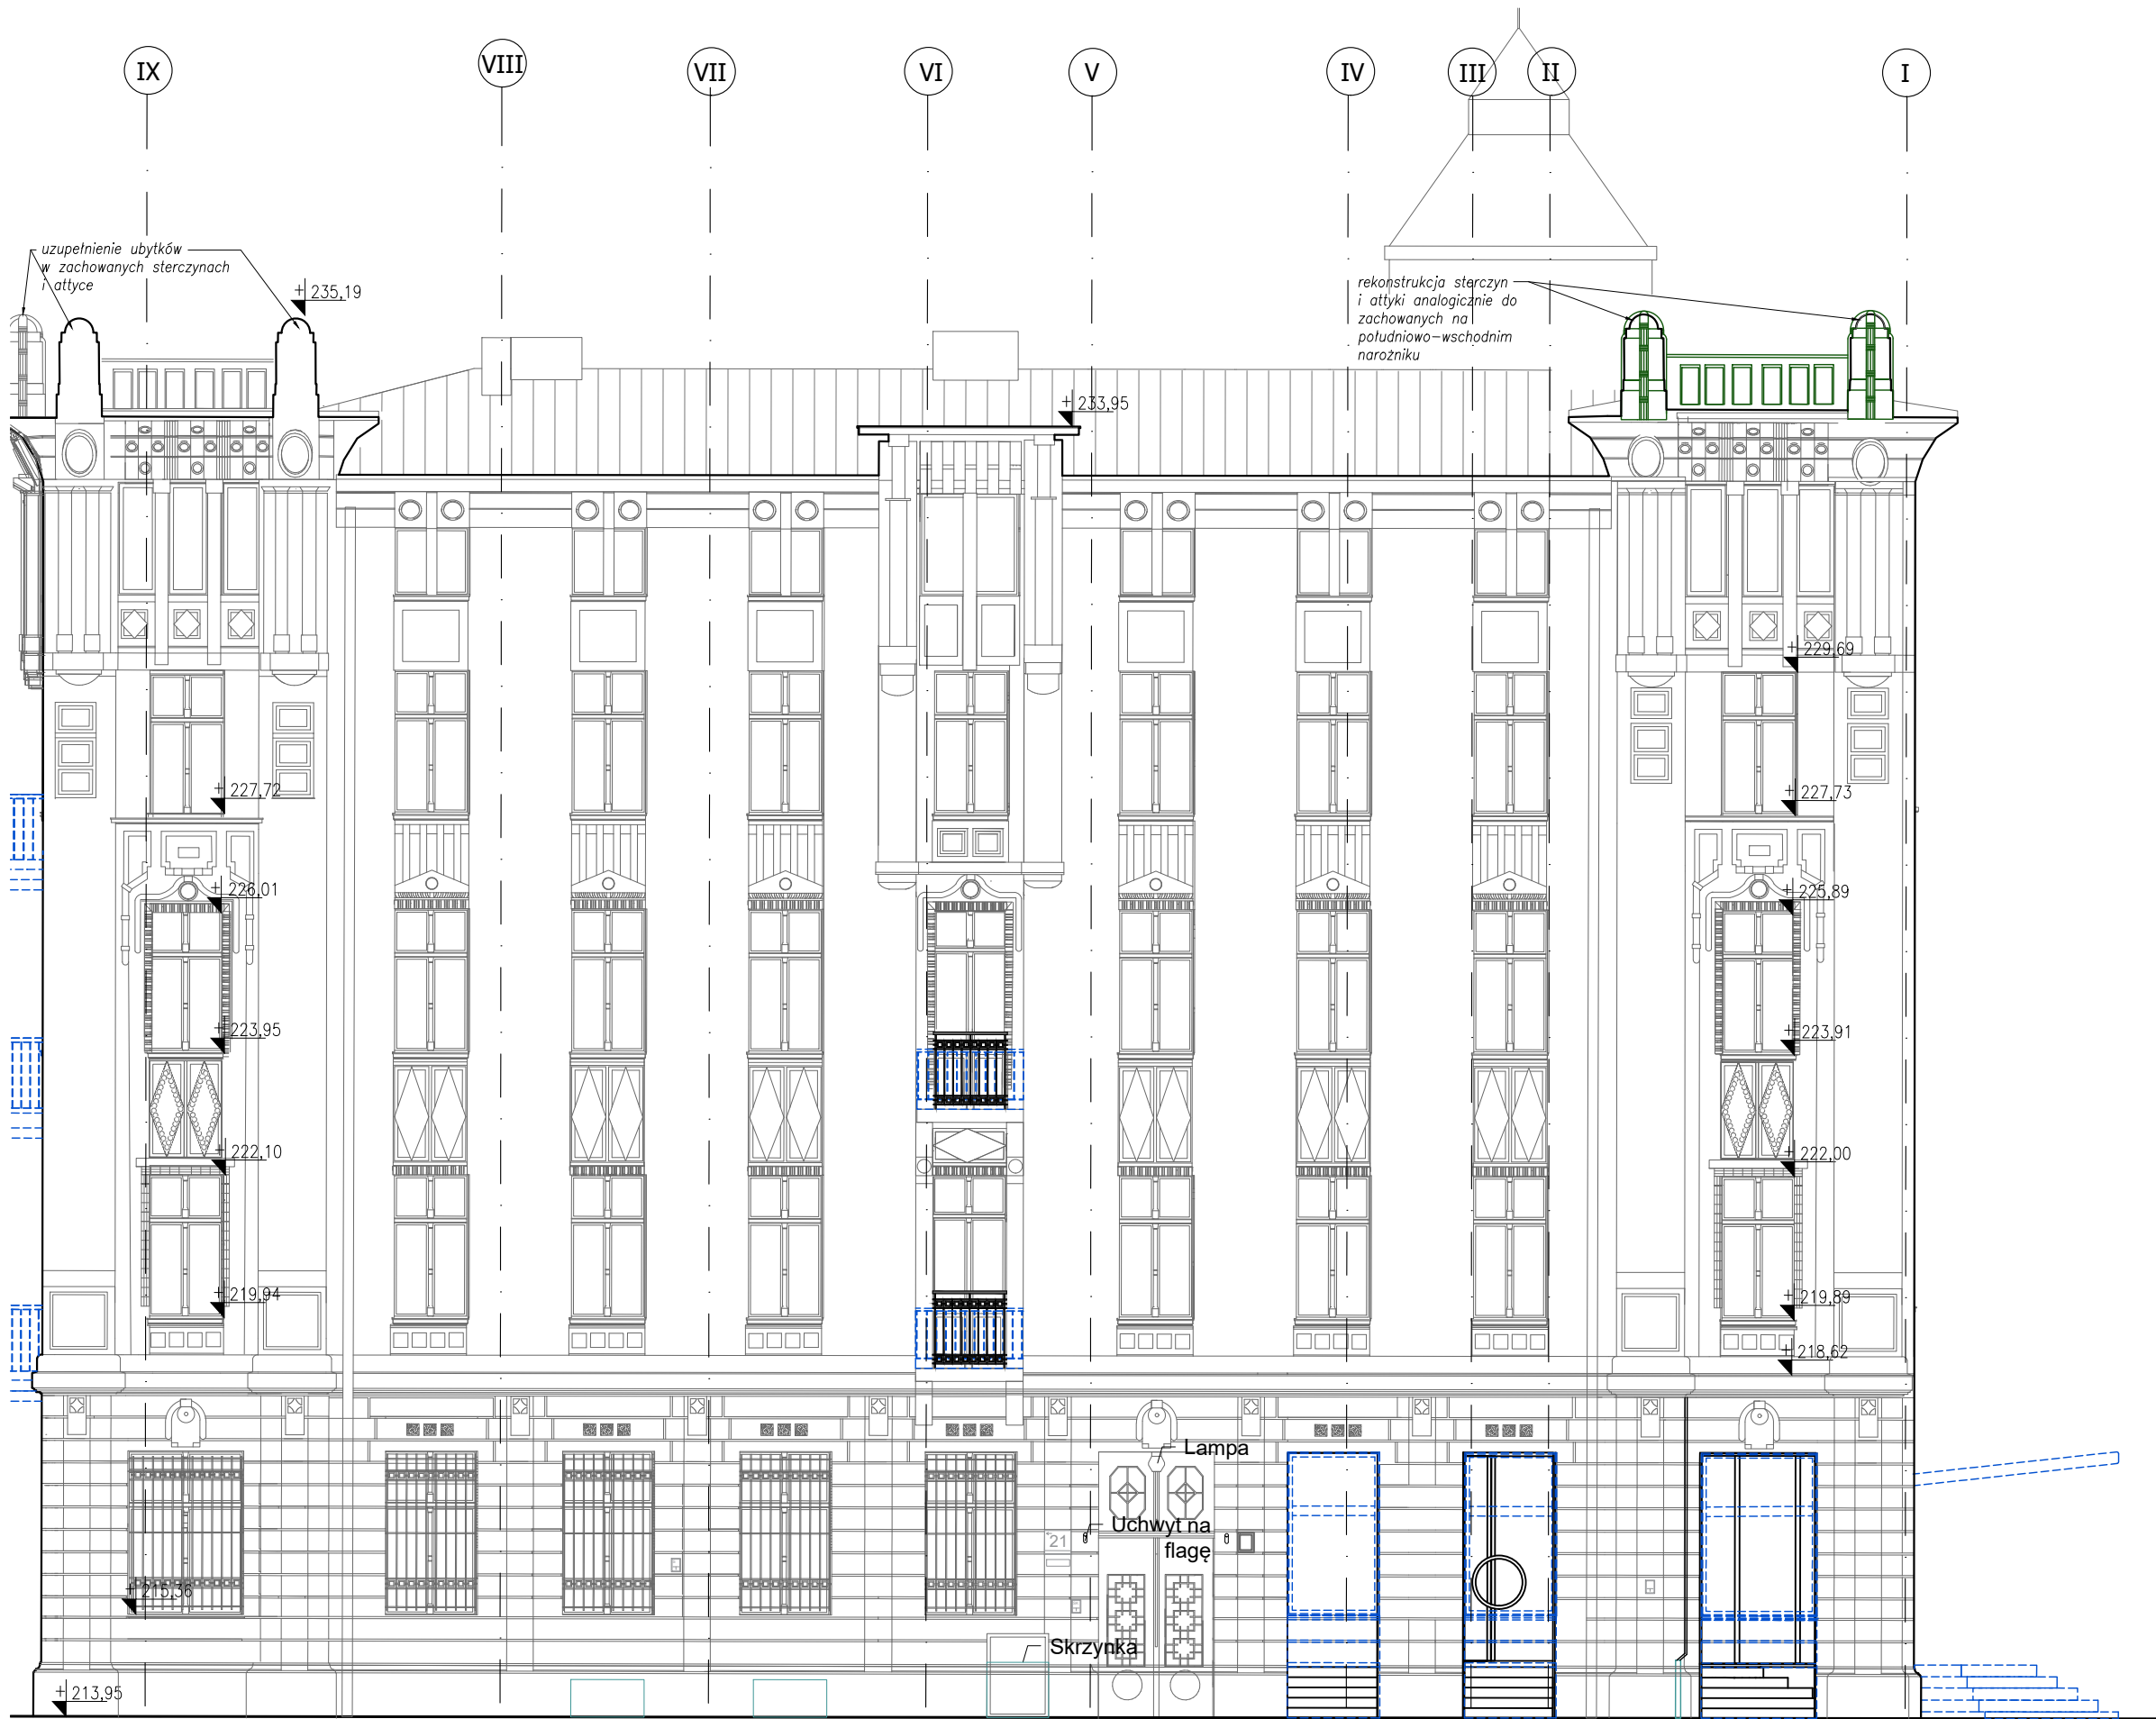 IX
VIII
VII
VI
V
IV
III
II
I
uzupełnienie ubytków
w zachowanych sterczynach
i attyce
+ 235,19
rekonstrukcja sterczyn
i attyki analogicznie do
zachowanych na
południowo-wschodnim
narożniku
+ 233,95
+ 229,69
+ 227,72
+ 227,73
+ 226,01
+ 225,89
+ 223,95
+ 223,91
+ 222,10
+ 222,00
+ 219,94
+ 219,89
+ 218,62
Lampa
Uchwyt na
flagę
21
+ 215,36
Skrzynka
+ 213,95